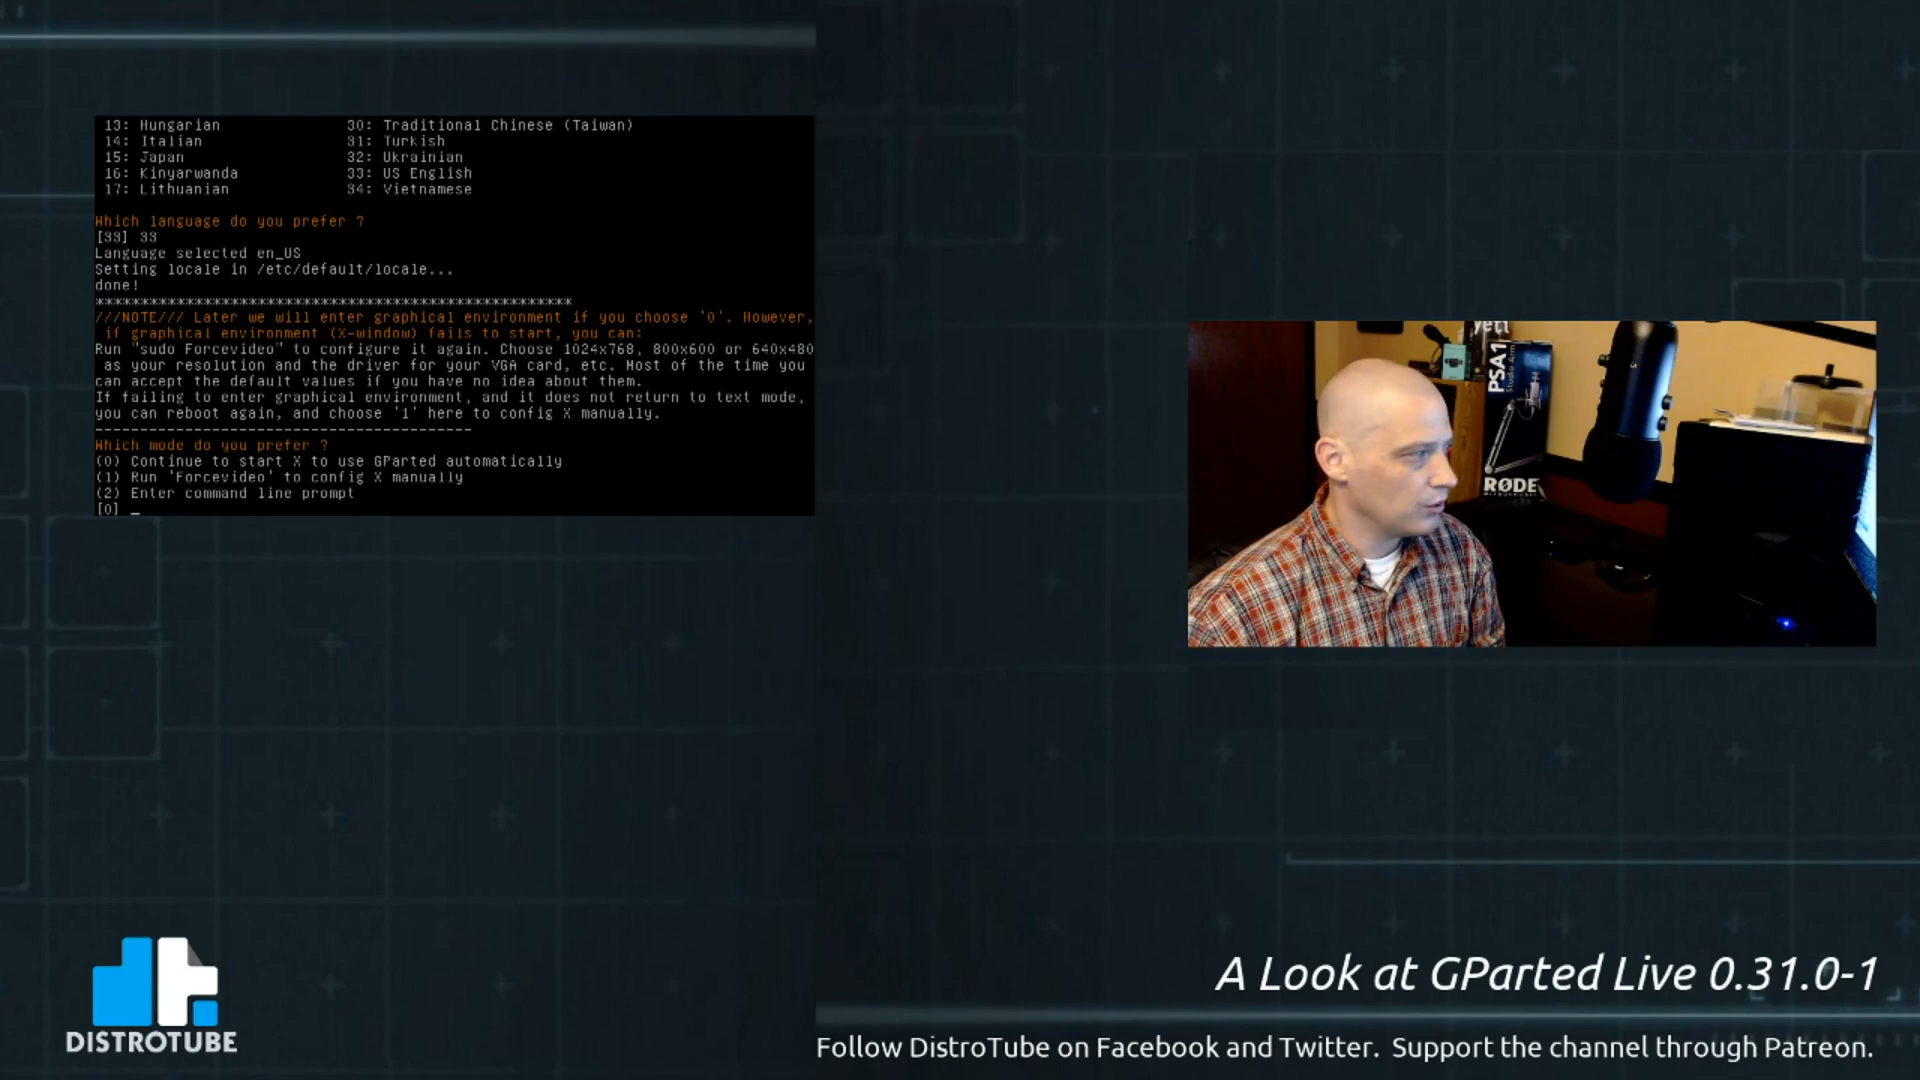 13: Hungarian 30: Traditional Chinese (Taiwan)
14: Italian 31: Turkish
15: Japan 32: Ukrainian
16: Kinyarwanda 33: US English
17: Lithuanian 34: Vietnamese
Which language do you prefer ?
[33] 33
Language selected en_US
Setting locale in /etc/default/locale...
done!
*****************************************************
///NOTE/// Later we will enter graphical environment if you choose '0'. However,
if graphical environment (X-window) fails to start, you can:
Run "sudo Forcevideo" to configure it again. Choose 1024x768, 800x600 or 640x480
as your resolution and the driver for your VGA card, etc. Most of the time you
can accept the default values if you have no idea about them.
If failing to enter graphical environment, and it does not return to text mode,
you can reboot again, and choose '1' here to config X manually.
------------------------------------------
Which mode do you prefer ?
(0) Continue to start X to use GParted automatically
(1) Run 'Forcevideo' to config X manually
(2) Enter command line prompt
[0] _
yeti
PSA1
Studio Arm
RØDE
A Look at GParted Live 0.31.0-1
DISTROTUBE
Follow DistroTube on Facebook and Twitter. Support the channel through Patreon.